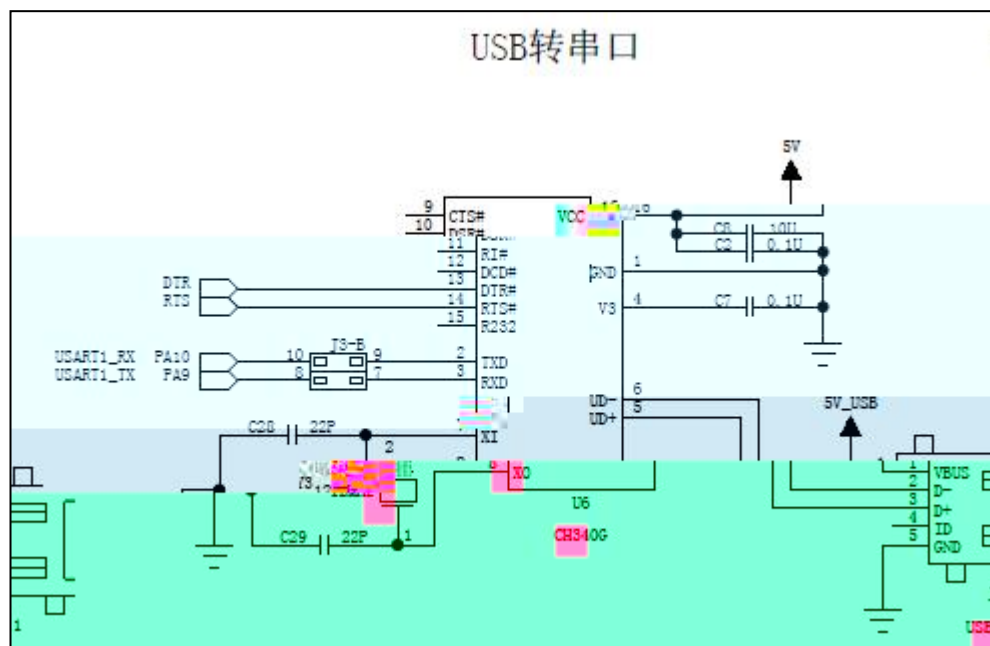 USB转串口
5V
9 CTS# VCC
10
C2 0.1U
11 RI#
12 DCD# GND 1
DTR 13 DTR#
RTS 14 RTS# V3 4 C7 0.1U
15 R232
J3-B
USART1_RX PA10 10 9 2 TXD
USART1_TX PA9 8 7 3 RXD
UD- 6
UD+ 5
5V_USB
C28 22P XI
2
XO
1 VBUS
2 D-
3 D+
4 ID
5 GND
U6
C29 22P 1
CH340G
1
USB